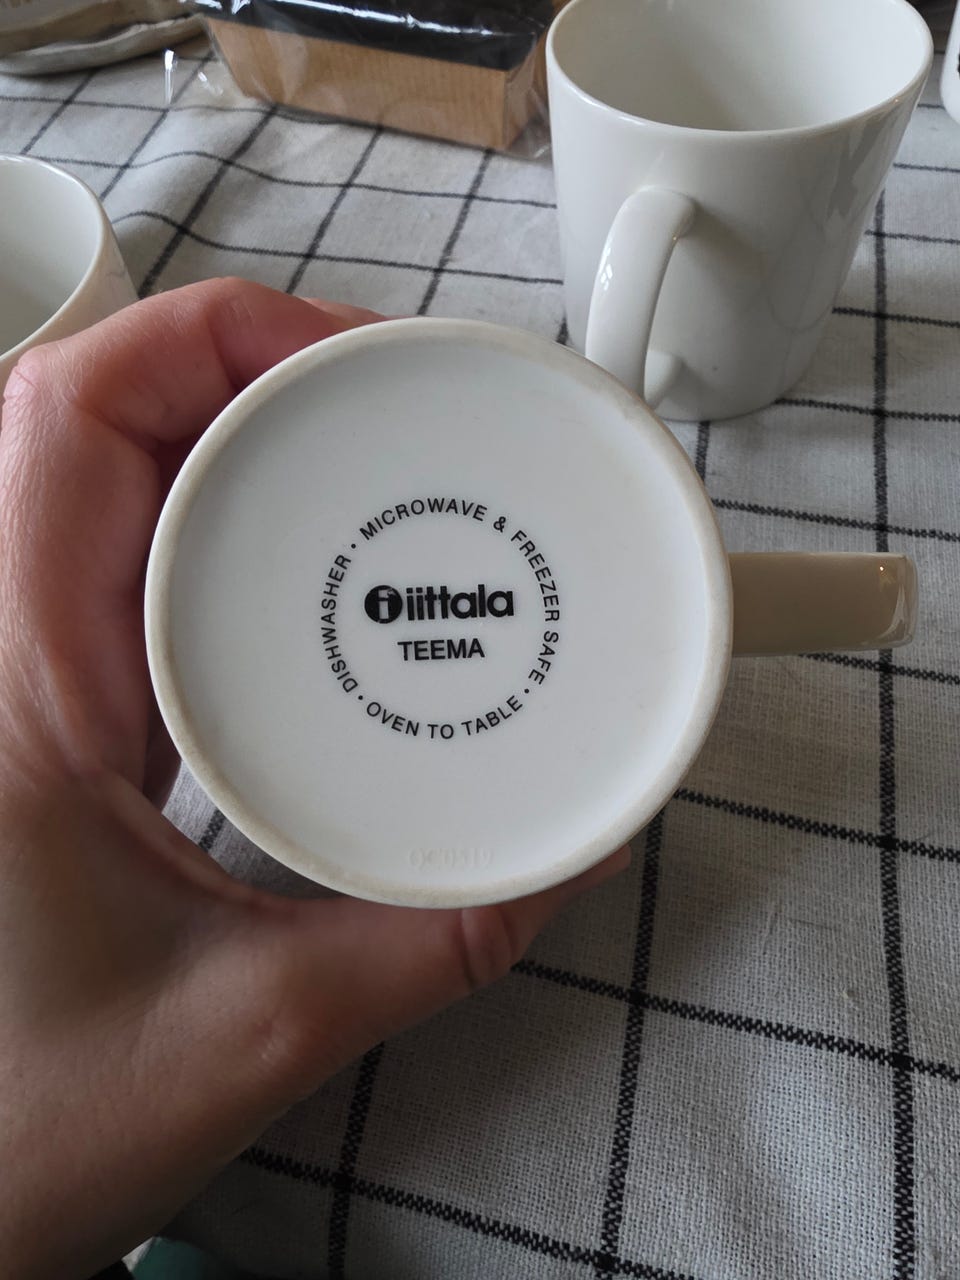 MICROWAVE & FREEZER SAFE · OVEN TO TABLE · DISHWASHER ·
iittala
TEEMA